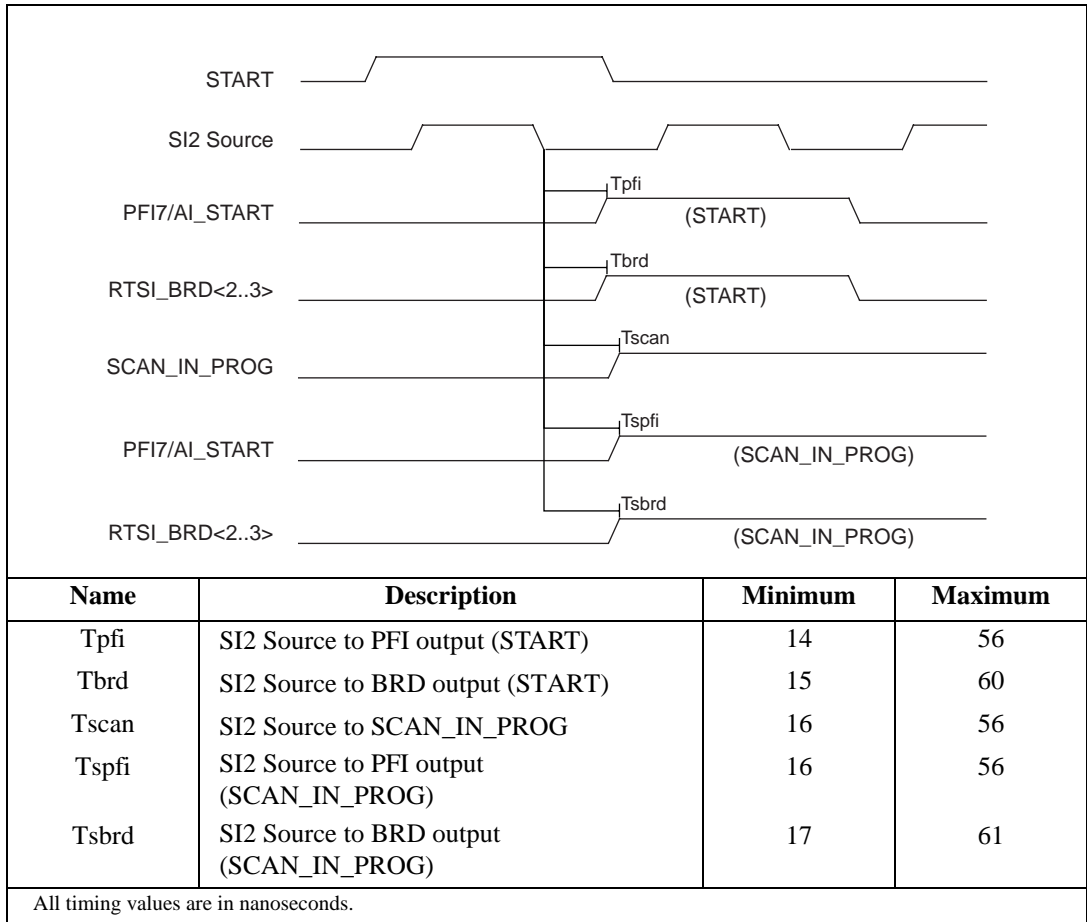 START
SI2 Source
Tpfi
PFI7/AI_START
(START)
Tbrd
RTSI_BRD<2..3>
(START)
Tscan
SCAN_IN_PROG
Tspfi
PFI7/AI_START
(SCAN_IN_PROG)
Tsbrd
RTSI_BRD<2..3>
(SCAN_IN_PROG)
Name Description Minimum Maximum
Tpfi SI2 Source to PFI output (START) 14 56
Tbrd SI2 Source to BRD output (START) 15 60
Tscan SI2 Source to SCAN_IN_PROG 16 56
Tspfi SI2 Source to PFI output 16 56
(SCAN_IN_PROG)
Tsbrd SI2 Source to BRD output 17 61
(SCAN_IN_PROG)
All timing values are in nanoseconds.